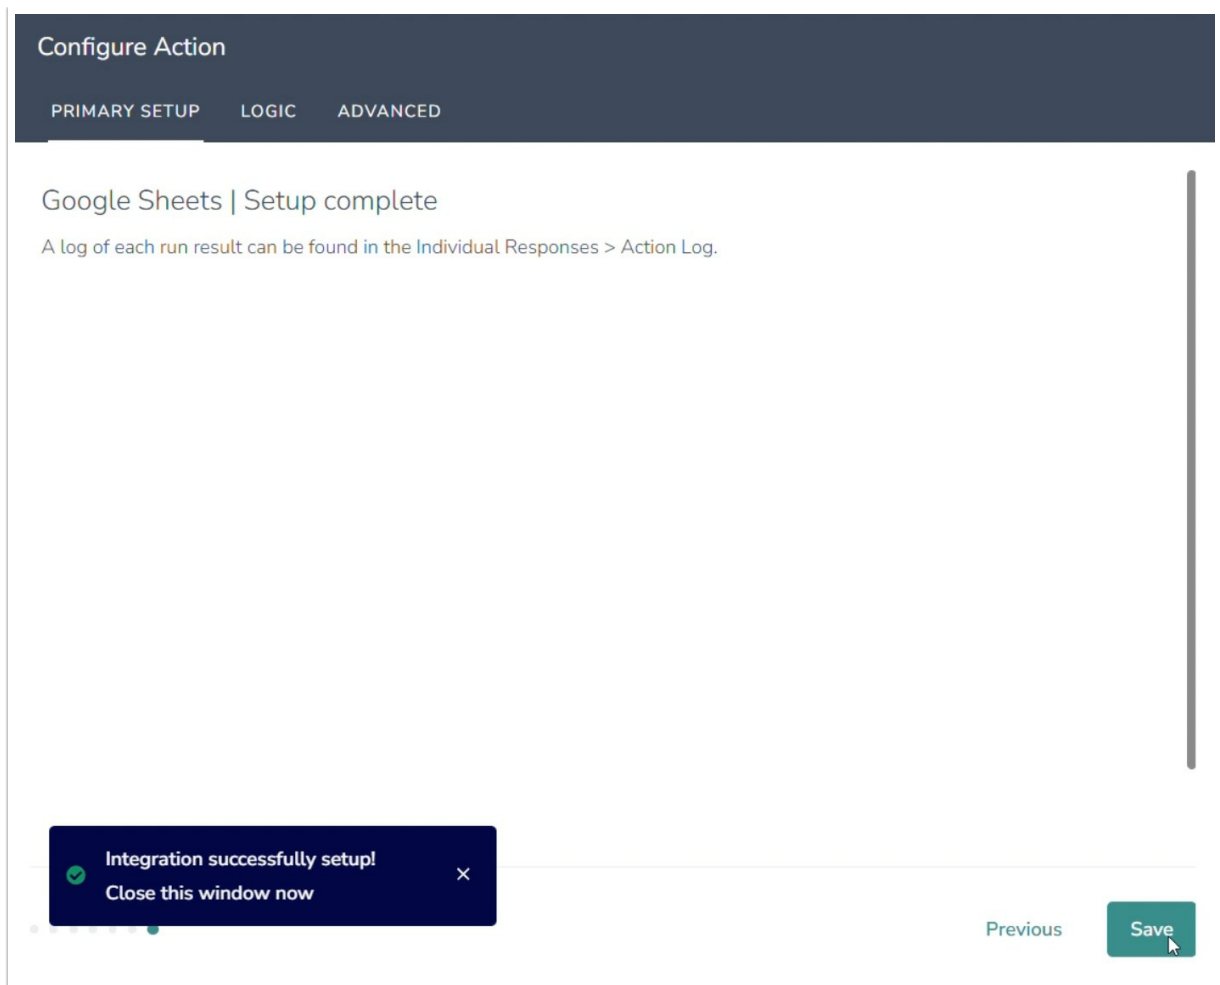 Configure Action
PRIMARY SETUP LOGIC ADVANCED
Google Sheets | Setup complete
A log of each run result can be found in the Individual Responses > Action Log.
Integration successfully setup!
Close this window now
Previous Save